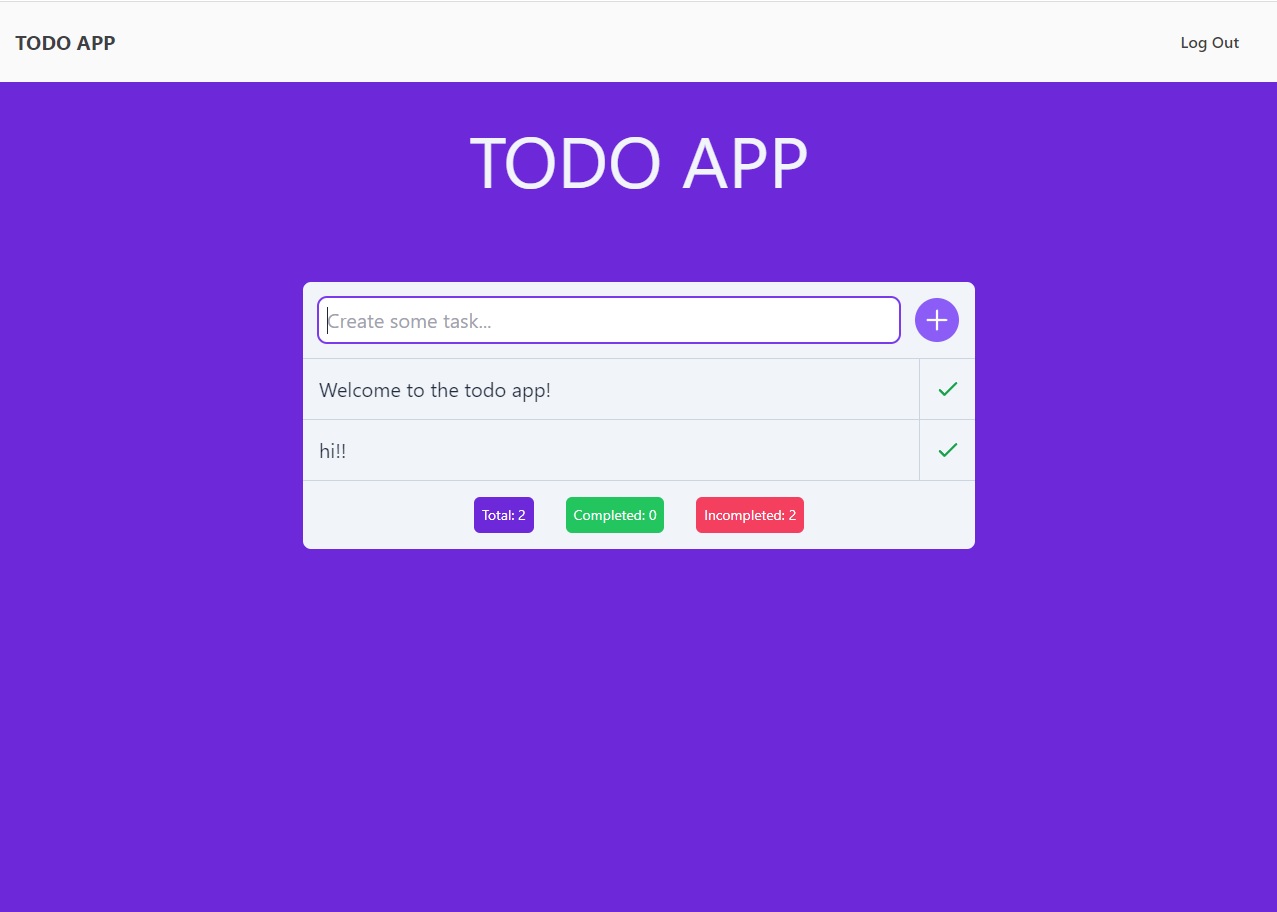 TODO APP
Log Out
TODO APP
Create some task...
Welcome to the todo app!
hi!!
Total: 2
Completed: 0
Incompleted: 2